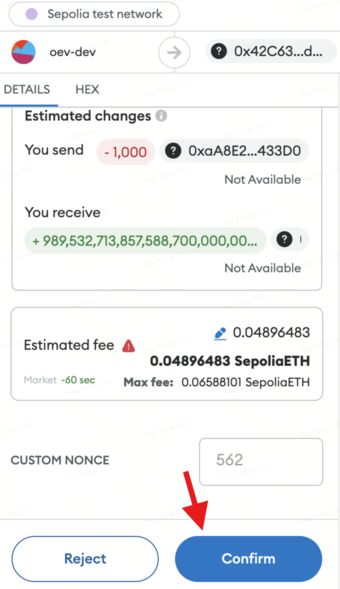 Sepolia test network
oev-dev
? 0x42C63...d...
DETAILS HEX
Estimated changes i
You send - 1,000 ? 0xaA8E2...433D0
Not Available
You receive
+ 989,532,713,857,588,700,000,00... ?
Not Available
0.04896483
Estimated fee
0.04896483 SepoliaETH
Market -60 sec Max fee: 0.06588101 SepoliaETH
CUSTOM NONCE 562
Reject Confirm